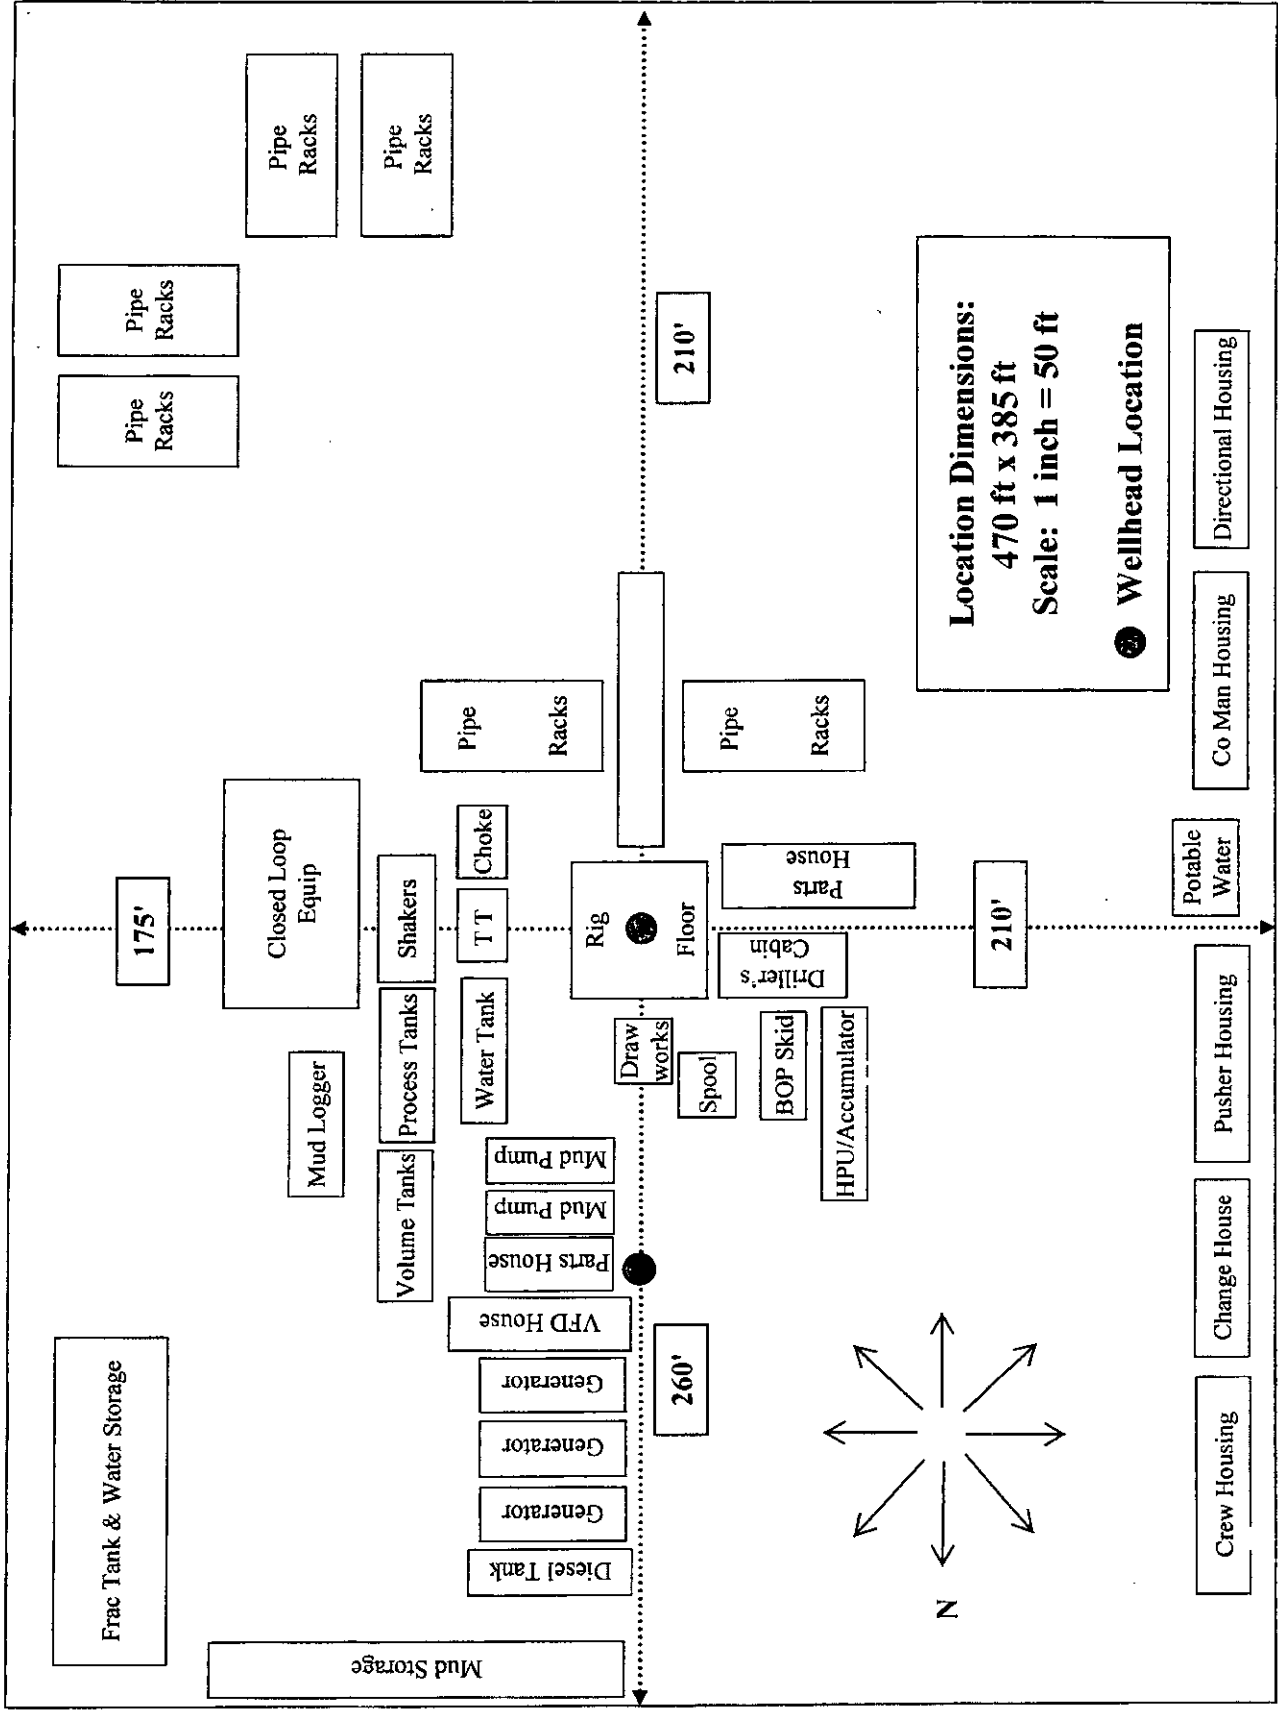 Frac Tank & Water Storage
Mud Storage
Diesel Tank
Generator
Generator
Generator
VFD House
Parts House
Mud Pump
Mud Pump
Volume Tanks
Process Tanks
Shakers
Mud Logger
Closed Loop
Equip
175'
Water Tank
T T
Choke
Pipe
Racks
Pipe
Racks
Pipe
Racks
Pipe
Racks
Pipe
Racks
Pipe
Racks
Rig
Floor
Draw
works
Spool
BOP Skid
HPU/Accumulator
Driller's
Cabin
Parts
House
260'
210'
210'
N
Location Dimensions:
470 ft x 385 ft
Scale: 1 inch = 50 ft
Wellhead Location
Crew Housing
Change House
Pusher Housing
Potable
Water
Co Man Housing
Directional Housing